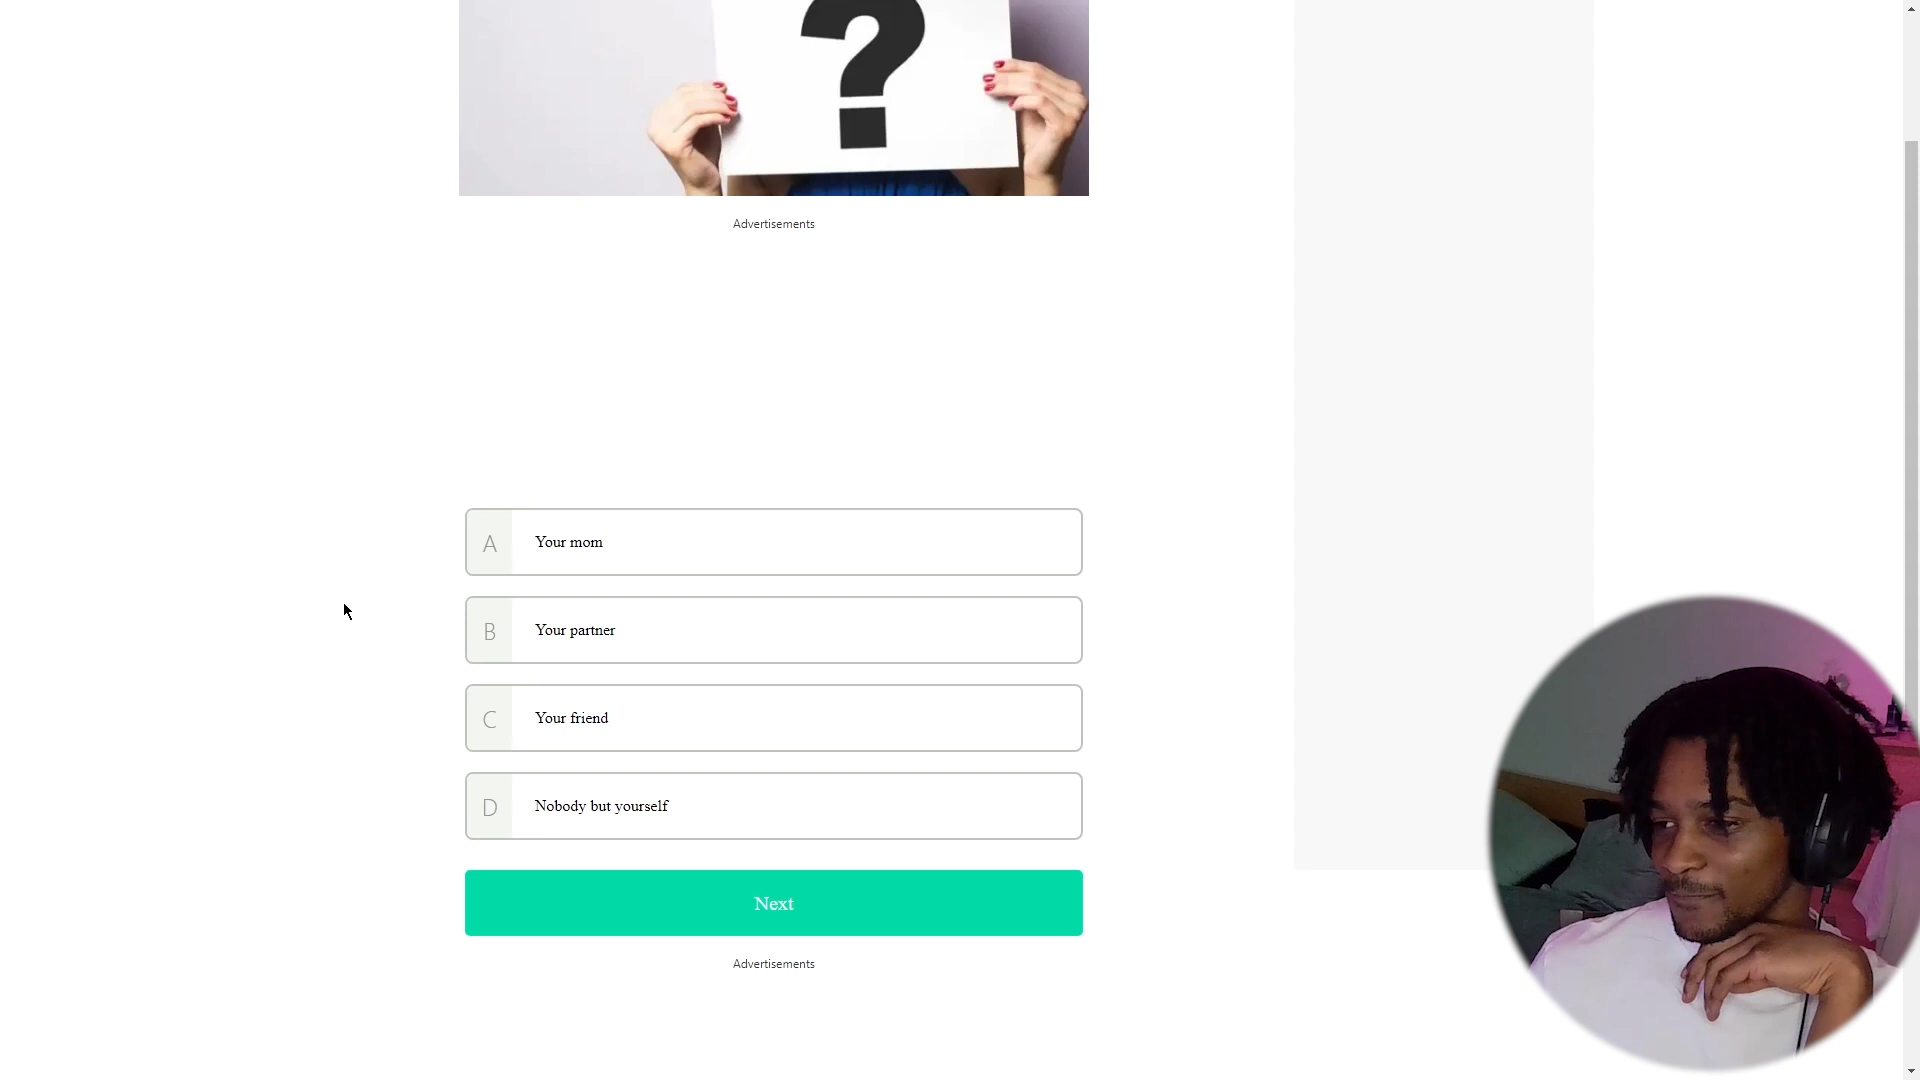 ?
Advertisements
A Your mom
B Your partner
C Your friend
D Nobody but yourself
Next
Advertisements